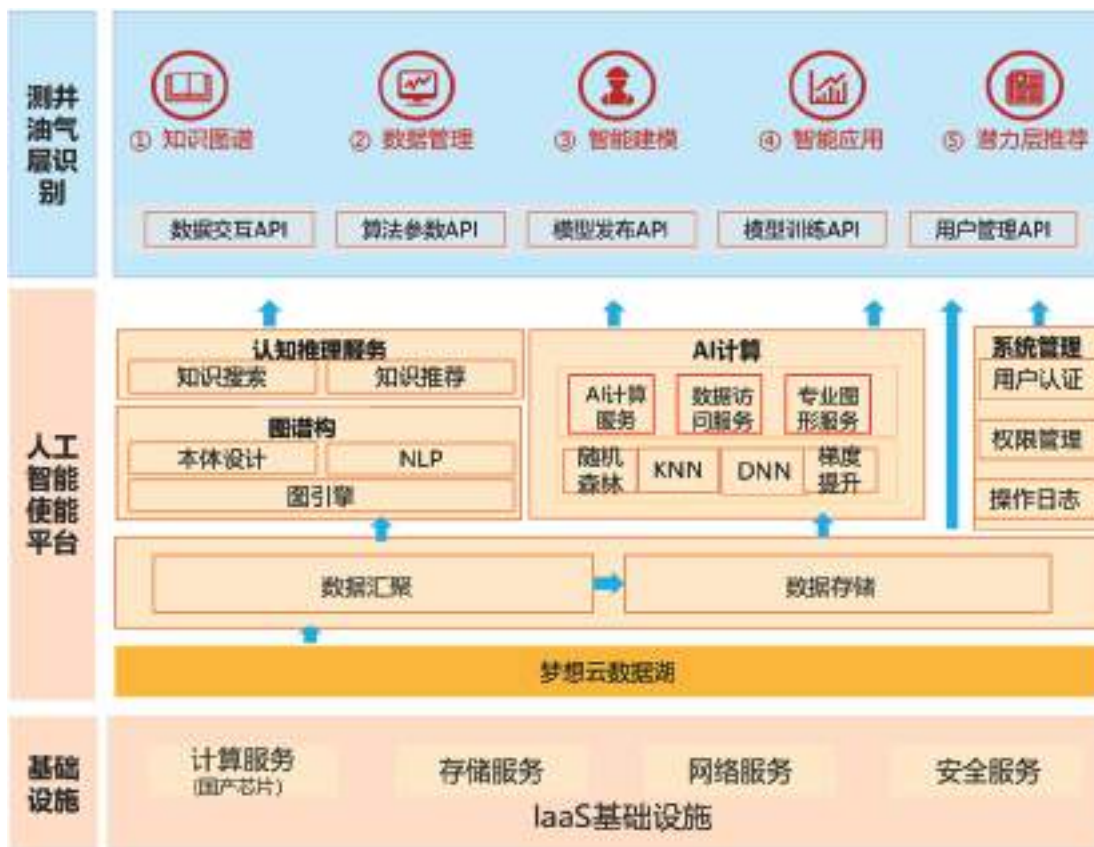 测井
油气
层识
别
① 知识图谱
② 数据管理
③ 智能建模
④ 智能应用
⑤ 潜力层推荐
数据交互API
算法参数API
模型发布API
模型训练API
用户管理API
人工
智能
使能
平台
认知推理服务
知识搜索
知识推荐
图谱构
本体设计
NLP
图引擎
AI计算
AI计算
服务
数据访
问服务
专业图
形服务
随机
森林
KNN
DNN
梯度
提升
系统管理
用户认证
权限管理
操作日志
数据汇聚
数据存储
梦想云数据湖
基础
设施
计算服务
(国产芯片)
存储服务
网络服务
安全服务
IaaS基础设施